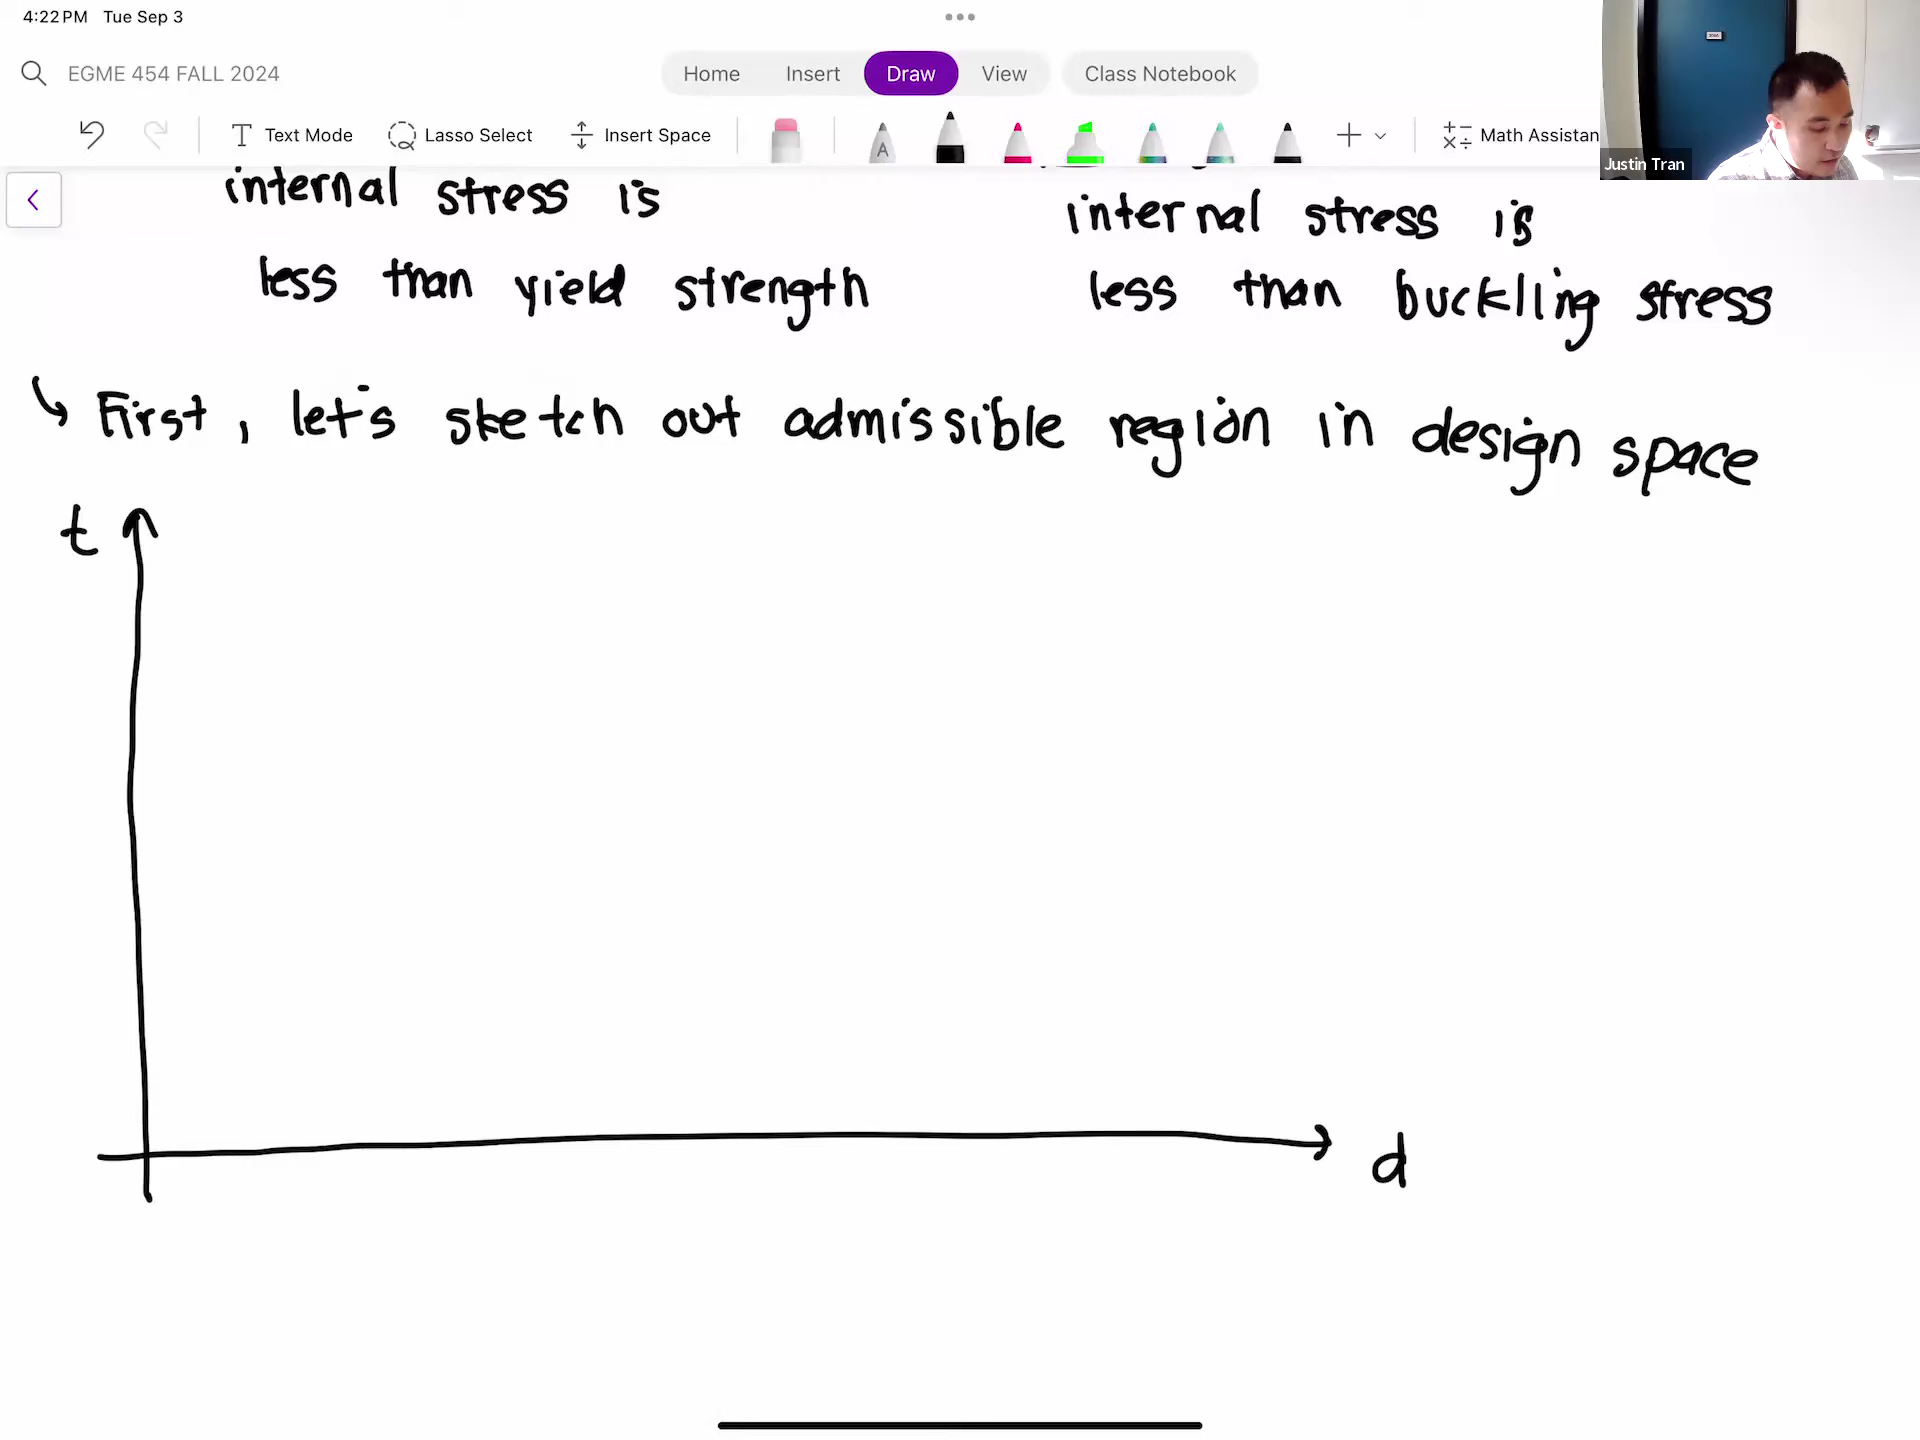 4:22 PM Tue Sep 3
EGME 454 FALL 2024
Home Insert Draw View Class Notebook
Text Mode Lasso Select Insert Space A Math Assistan
Justin Tran
internal stress is
less than yield strength
internal stress is
less than buckling stress
First, let's sketch out admissible region in design space
t
d